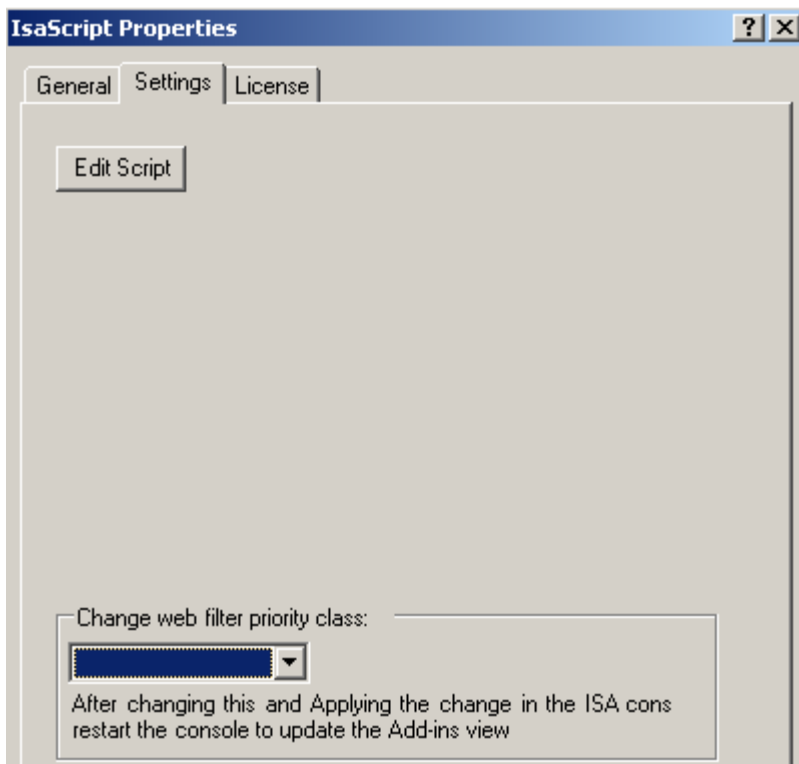 IsaScript Properties
General Settings License
Edit Script
Change web filter priority class:
After changing this and Applying the change in the ISA cons
restart the console to update the Add-ins view